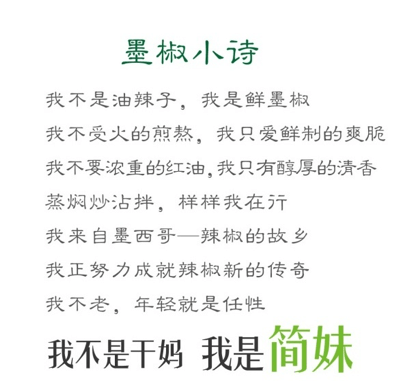 墨椒小诗
我不是油辣子，我是鲜墨椒
我不受火的煎熬，我只爱鲜制的爽脆
我不要浓重的红油，我只有醇厚的清香
蒸焖炒沾拌，样样我在行
我来自墨西哥—辣椒的故乡
我正努力成就辣椒新的传奇
我不老，年轻就是任性
我不是干妈 我是简妹